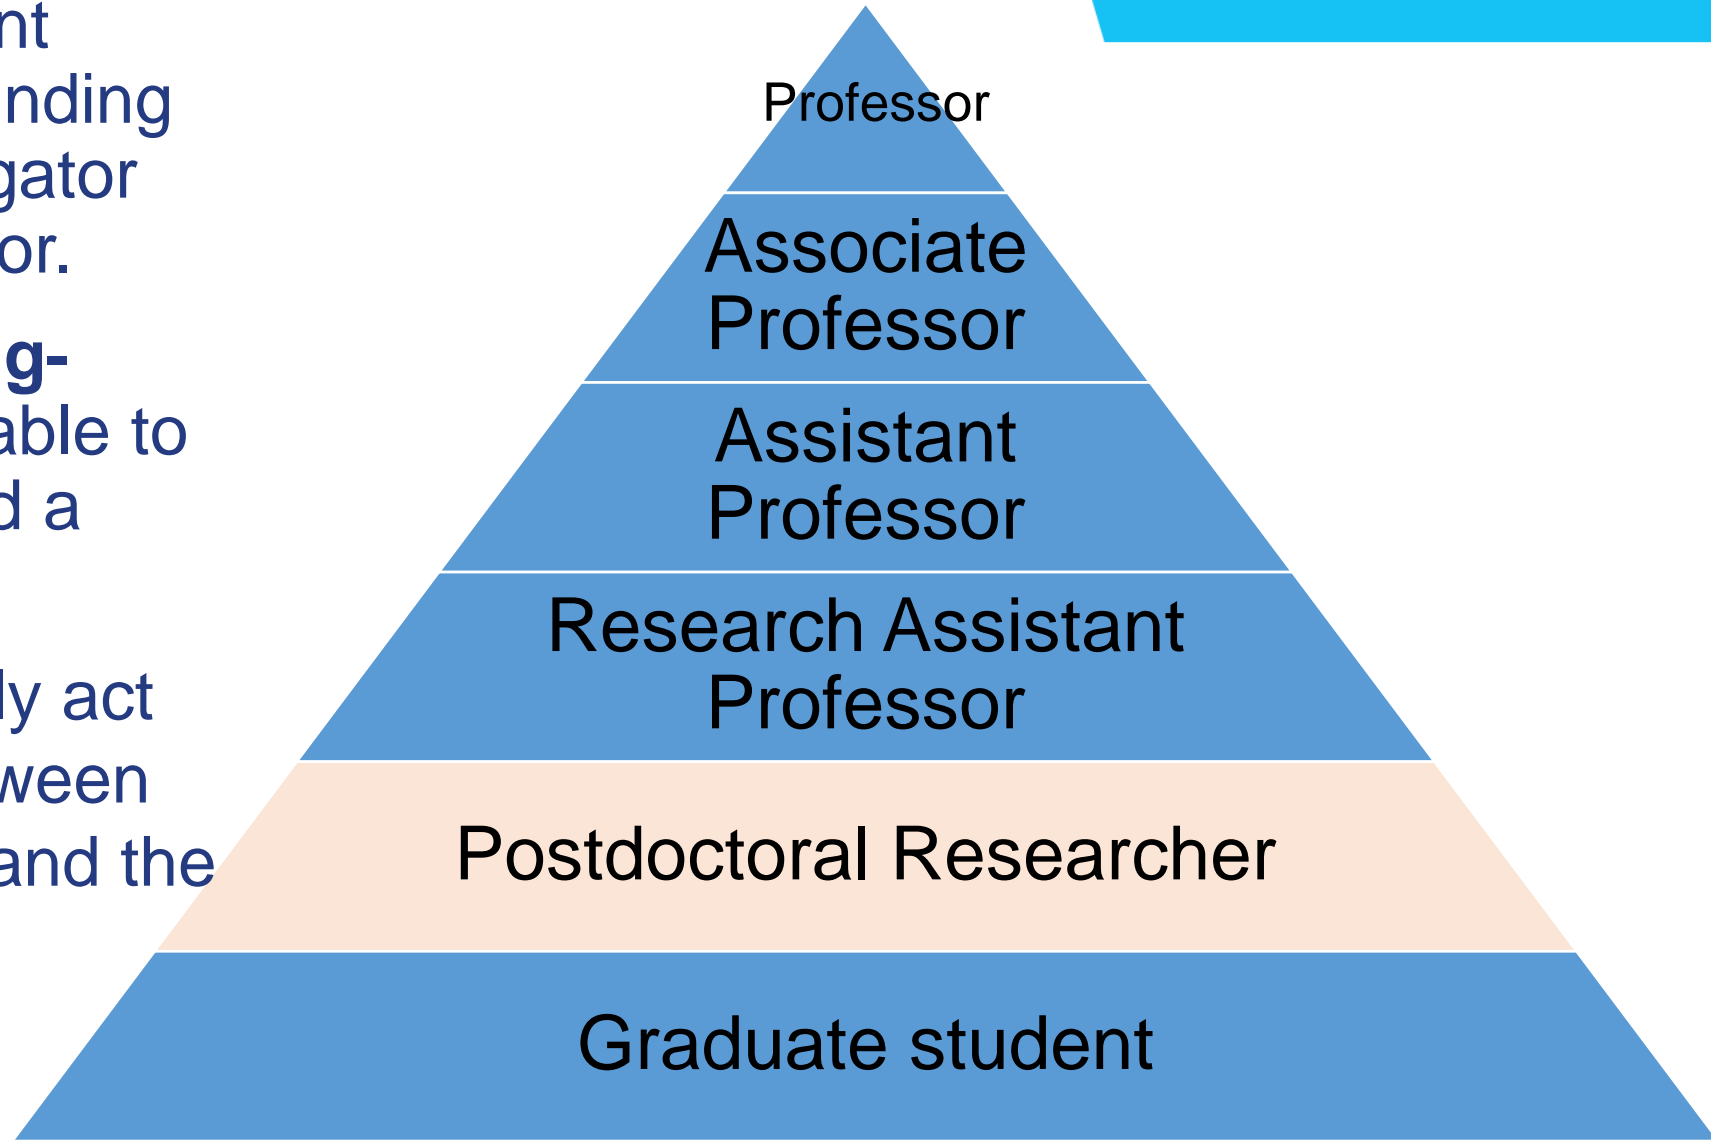 nt
nding
gator
or.
g-
able to
d a
ly act
ween
and the
Professor
Associate
Professor
Assistant
Professor
Research Assistant
Professor
Postdoctoral Researcher
Graduate student